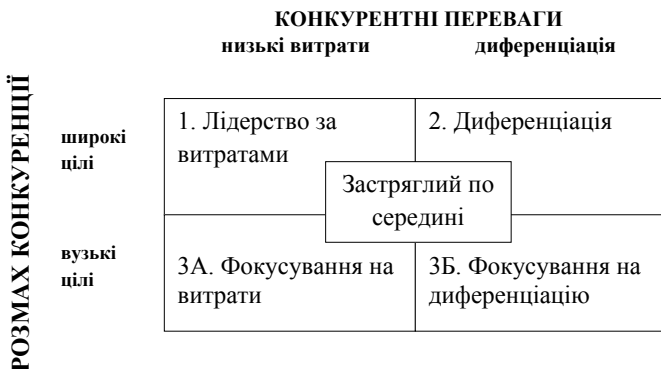 КОНКУРЕНТНІ ПЕРЕВАГИ
низькі витрати
диференціація
РОЗМАХ КОНКУРЕНЦІЇ
широкі
цілі
1. Лідерство за
витратами
2. Диференціація
Застряглий по
середині
вузькі
цілі
3А. Фокусування на
витрати
3Б. Фокусування на
диференціацію